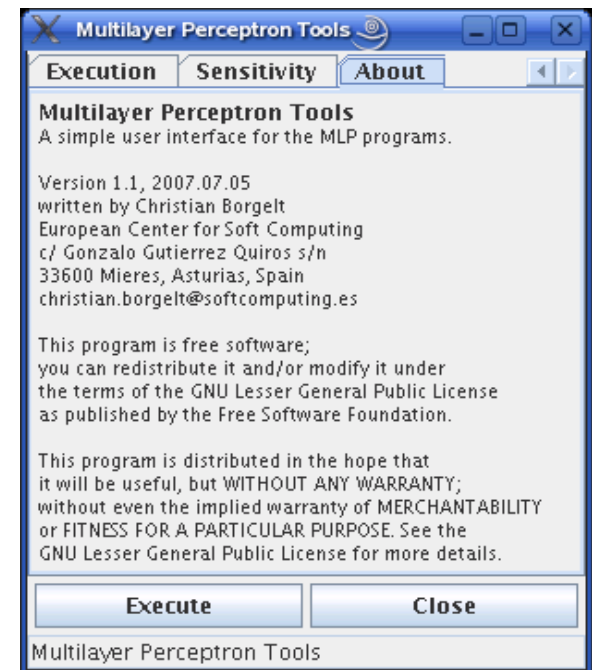 Multilayer Perceptron Tools
Execution Sensitivity About
Multilayer Perceptron Tools
A simple user interface for the MLP programs.
Version 1.1, 2007.07.05
written by Christian Borgelt
European Center for Soft Computing
c/ Gonzalo Gutierrez Quiros s/n
33600 Mieres, Asturias, Spain
christian.borgelt@softcomputing.es
This program is free software;
you can redistribute it and/or modify it under
the terms of the GNU Lesser General Public License
as published by the Free Software Foundation.
This program is distributed in the hope that
it will be useful, but WITHOUT ANY WARRANTY;
without even the implied warranty of MERCHANTABILITY
or FITNESS FOR A PARTICULAR PURPOSE. See the
GNU Lesser General Public License for more details.
Execute Close
Multilayer Perceptron Tools